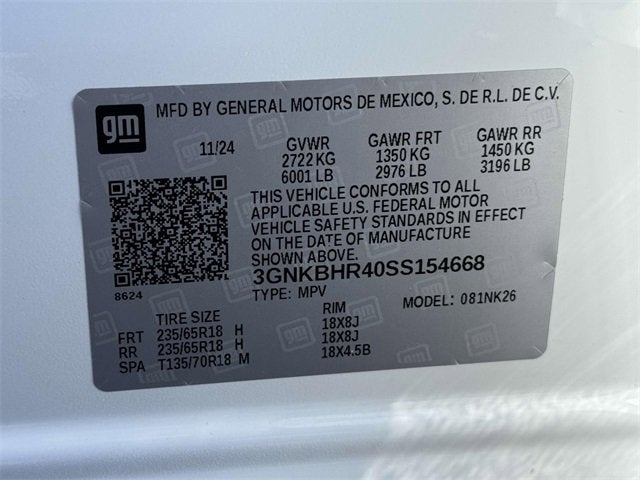 gm
MFD BY GENERAL MOTORS DE MEXICO, S. DE R.L. DE C.V.
11/24 GVWR GAWR FRT GAWR RR
2722 KG 1350 KG 1450 KG
6001 LB 2976 LB 3196 LB
THIS VEHICLE CONFORMS TO ALL
APPLICABLE U.S. FEDERAL MOTOR
VEHICLE SAFETY STANDARDS IN EFFECT
ON THE DATE OF MANUFACTURE
SHOWN ABOVE.
3GNKBHR40SS154668
8624 TYPE: MPV MODEL: 081NK26
TIRE SIZE RIM
FRT 235/65R18 H 18X8J
RR 235/65R18 H 18X8J
SPA T135/70R18 M 18X4.5B